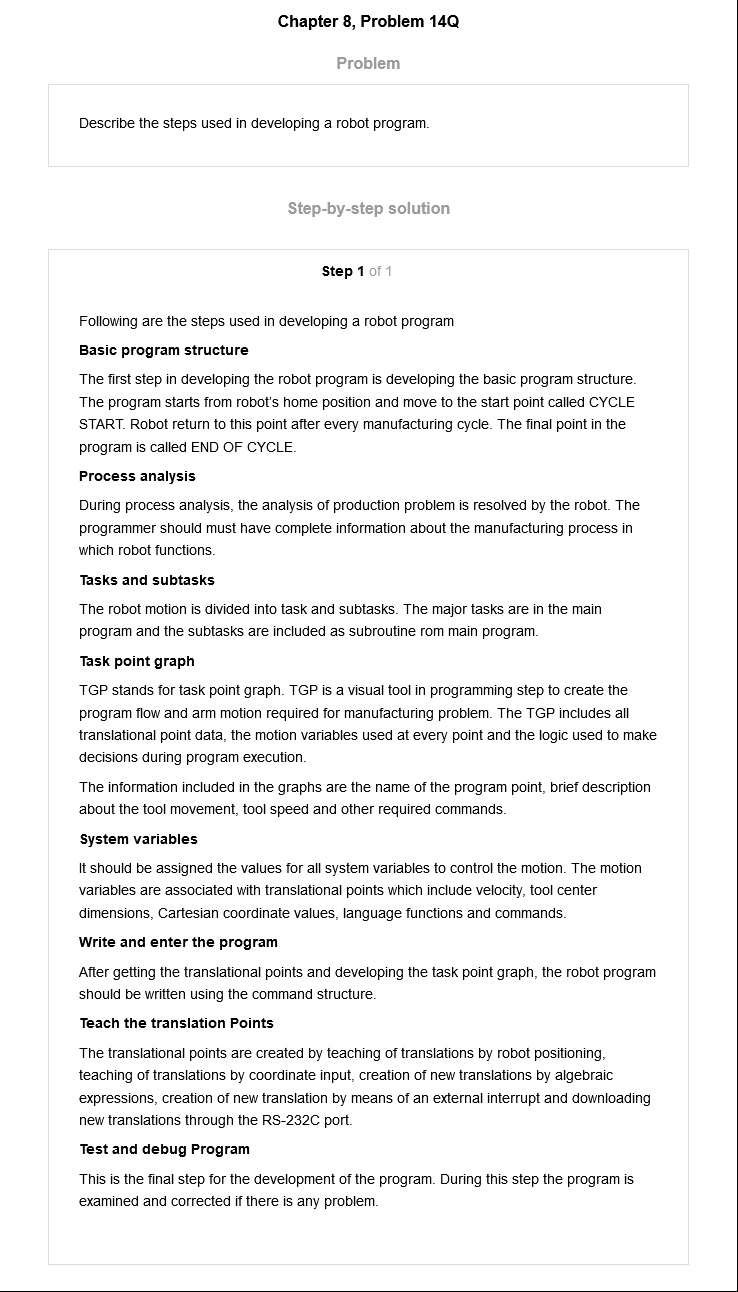 Chapter 8, Problem 14Q
Problem
Describe the steps used in developing a robot program.
Step-by-step solution
Step 1 of 1
Following are the steps used in developing a robot program
Basic program structure
The first step in developing the robot program is developing the basic program structure.
The program starts from robot's home position and move to the start point called CYCLE
START. Robot return to this point after every manufacturing cycle. The final point in the
program is called END OF CYCLE.
Process analysis
During process analysis, the analysis of production problem is resolved by the robot. The
programmer should must have complete information about the manufacturing process in
which robot functions.
Tasks and subtasks
The robot motion is divided into task and subtasks. The major tasks are in the main
program and the subtasks are included as subroutine rom main program.
Task point graph
TGP stands for task point graph. TGP is a visual tool in programming step to create the
program flow and arm motion required for manufacturing problem. The TGP includes all
translational point data, the motion variables used at every point and the logic used to make
decisions during program execution.
The information included in the graphs are the name of the program point, brief description
about the tool movement, tool speed and other required commands.
System variables
It should be assigned the values for all system variables to control the motion. The motion
variables are associated with translational points which include velocity, tool center
dimensions, Cartesian coordinate values, language functions and commands.
Write and enter the program
After getting the translational points and developing the task point graph, the robot program
should be written using the command structure.
Teach the translation Points
The translational points are created by teaching of translations by robot positioning,
teaching of translations by coordinate input, creation of new translations by algebraic
expressions, creation of new translation by means of an external interrupt and downloading
new translations through the RS-232C port.
Test and debug Program
This is the final step for the development of the program. During this step the program is
examined and corrected if there is any problem.